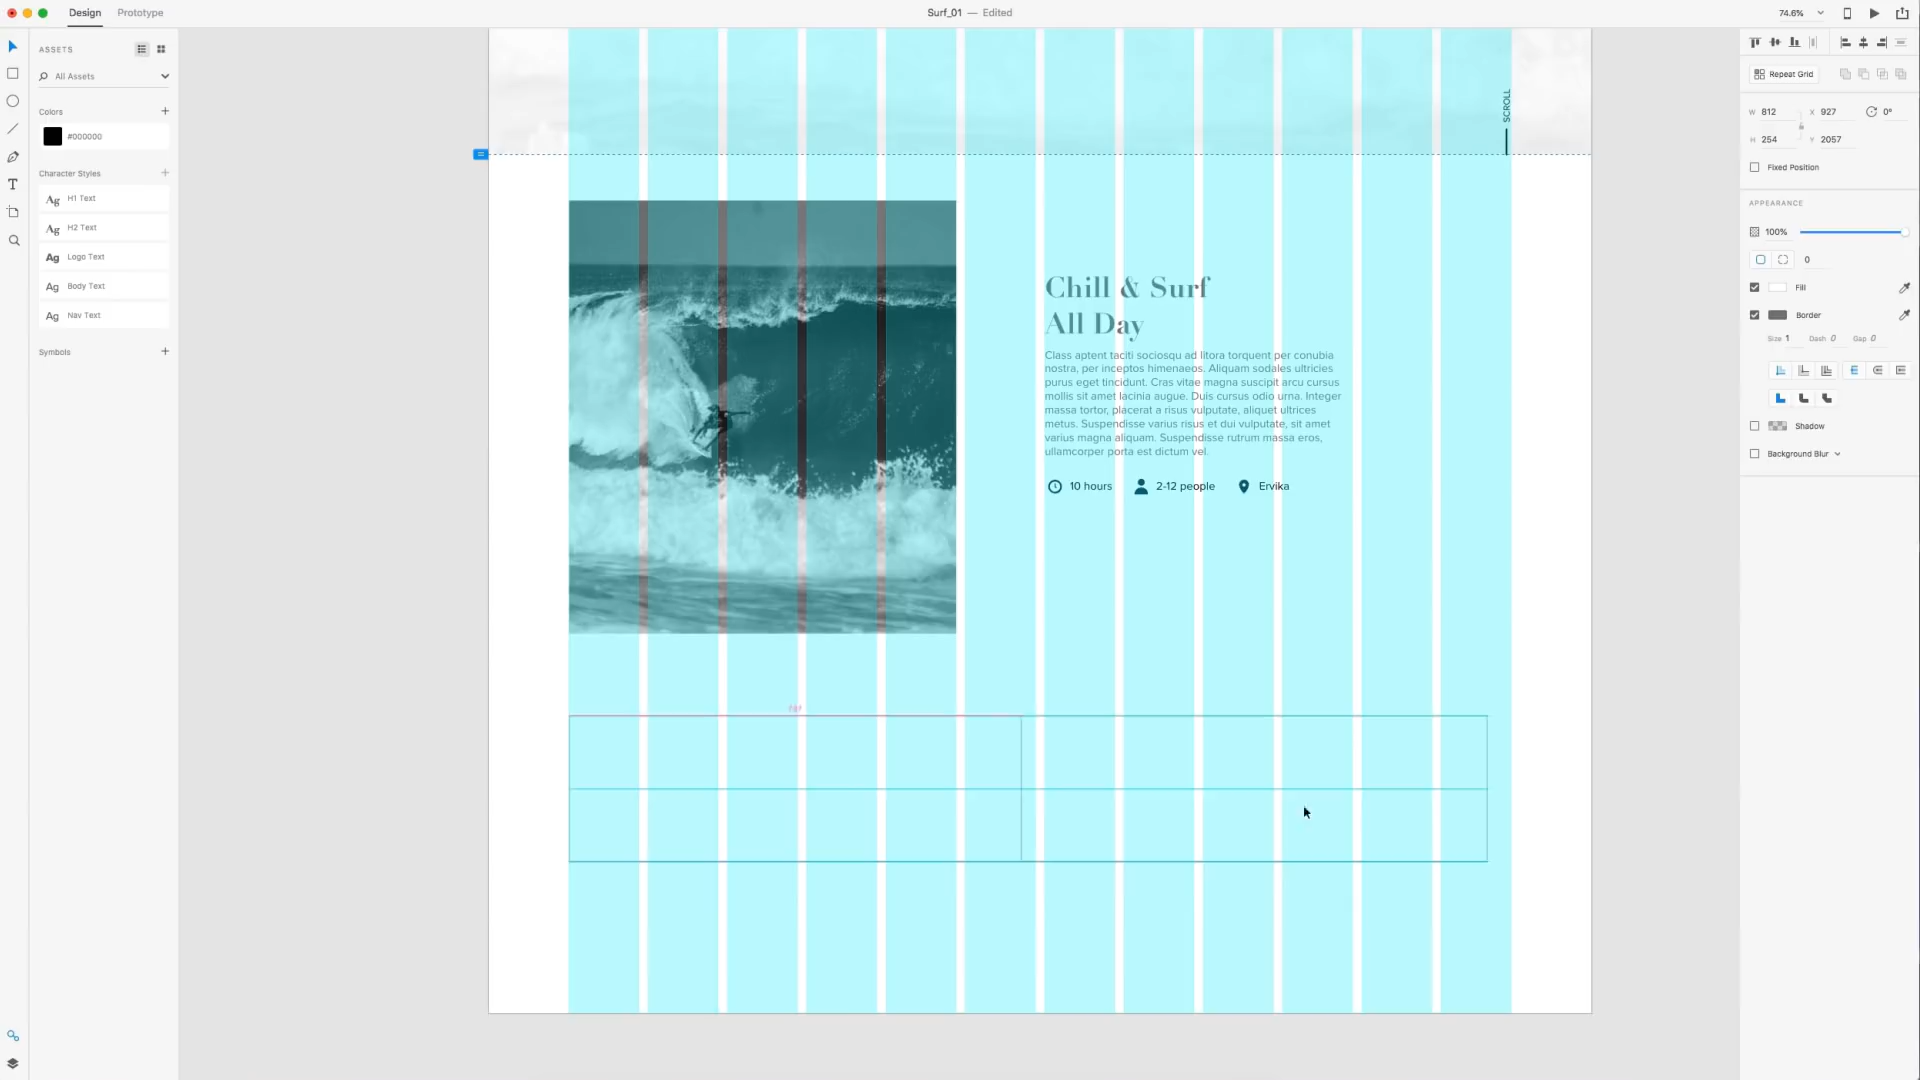 Design
Prototype
Surf_01 — Edited
74.6%
ASSETS
All Assets
Colors
#000000
Character Styles
Ag H1 Text
Ag H2 Text
Ag Logo Text
Ag Body Text
Ag Nav Text
Symbols
SCROLL
Chill & Surf
All Day
Class aptent taciti sociosqu ad litora torquent per conubia
nostra, per inceptos himenaeos. Aliquam sodales ultricies
purus eget tincidunt. Cras vitae magna suscipit arcu cursus
mollis sit amet lacinia augue. Duis cursus odio urna. Integer
massa tortor, placerat a risus vulputate, aliquet ultrices
metus. Suspendisse varius risus et dui vulputate, sit amet
varius magna aliquam. Suspendisse rutrum massa eros,
ullamcorper porta est dictum vel.
10 hours 2-12 people Ervika
Repeat Grid
W 812 X 927 0°
H 254 Y 2057
Fixed Position
APPEARANCE
100%
0
Fill
Border
Size 1 Dash 0 Gap 0
Shadow
Background Blur